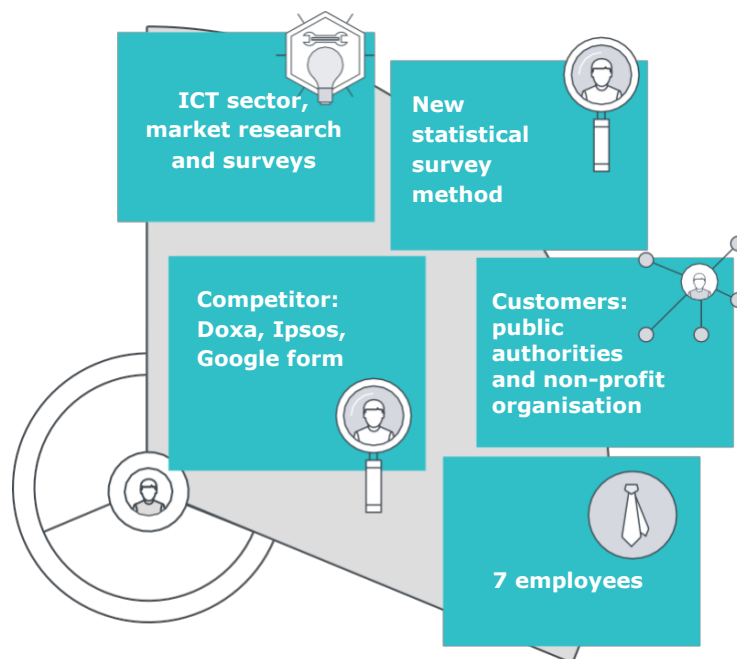 ICT sector,
market research
and surveys
New
statistical
survey
method
Competitor:
Doxa, Ipsos,
Google form
Customers:
public
authorities
and non-profit
organisation
7 employees